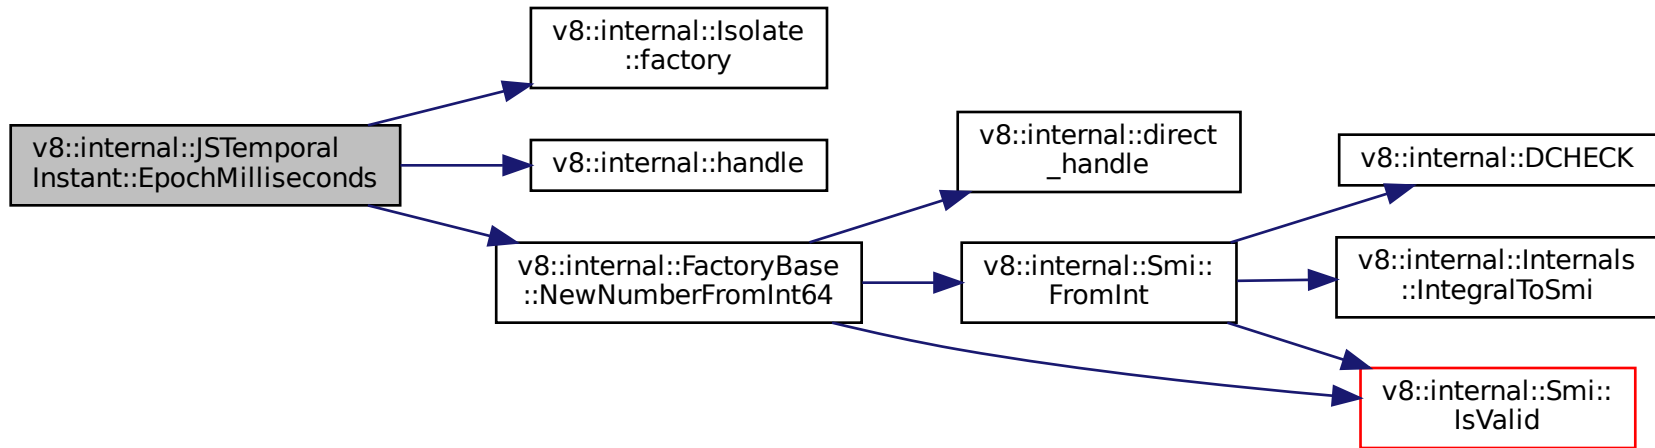 v8::internal::JSTemporal
Instant::EpochMilliseconds
v8::internal::Isolate
::factory
v8::internal::handle
v8::internal::FactoryBase
::NewNumberFromInt64
v8::internal::direct
_handle
v8::internal::Smi::
FromInt
v8::internal::DCHECK
v8::internal::Internals
::IntegralToSmi
v8::internal::Smi::
IsValid